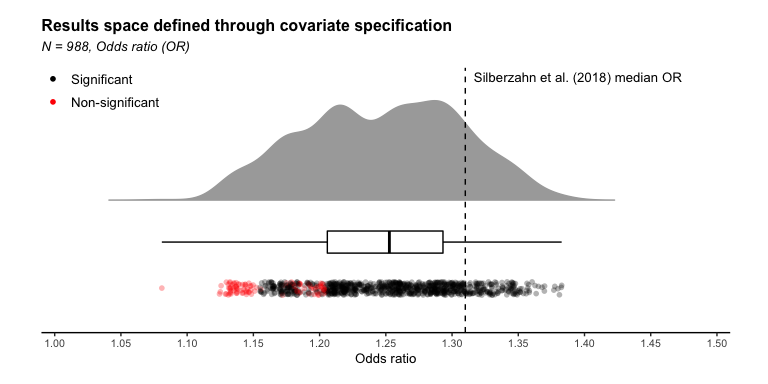 Results space defined through covariate specification
N = 988, Odds ratio (OR)
Significant
Non-significant
Silberzahn et al. (2018) median OR
1.00 1.05 1.10 1.15 1.20 1.25 1.30 1.35 1.40 1.45 1.50
Odds ratio